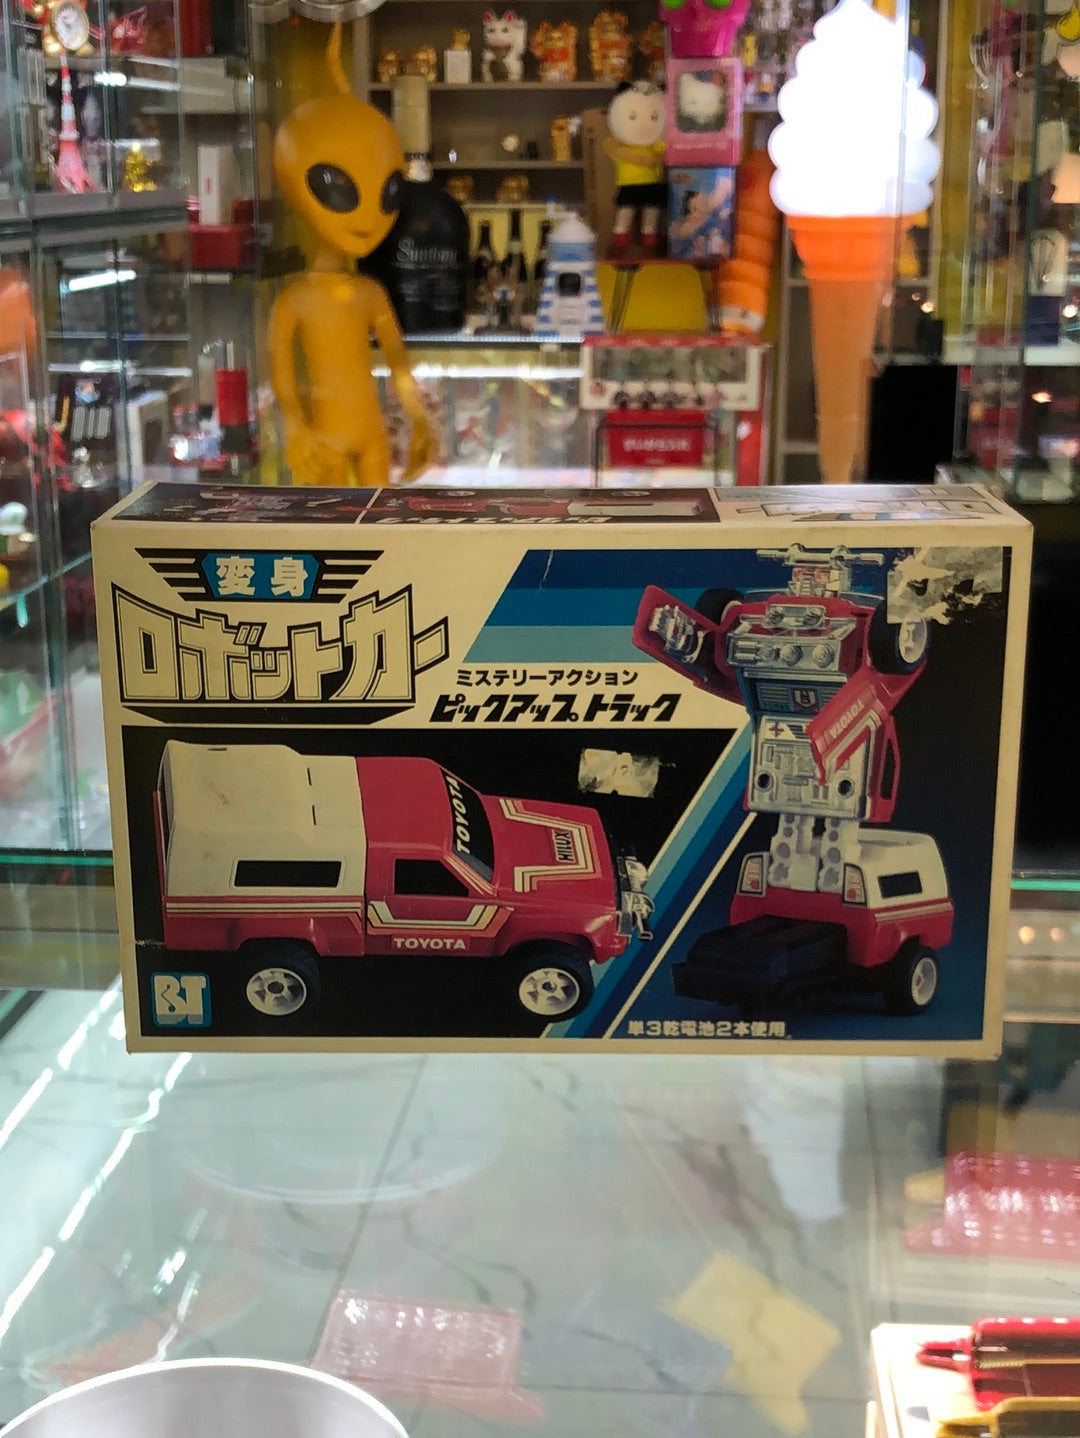 Suntory
変身
ロボットカー
ミステリーアクション
ピックアップトラック
TOYOTA
TOYOTA
HILUX
TOYOTA
BT
単3乾電池2本使用。